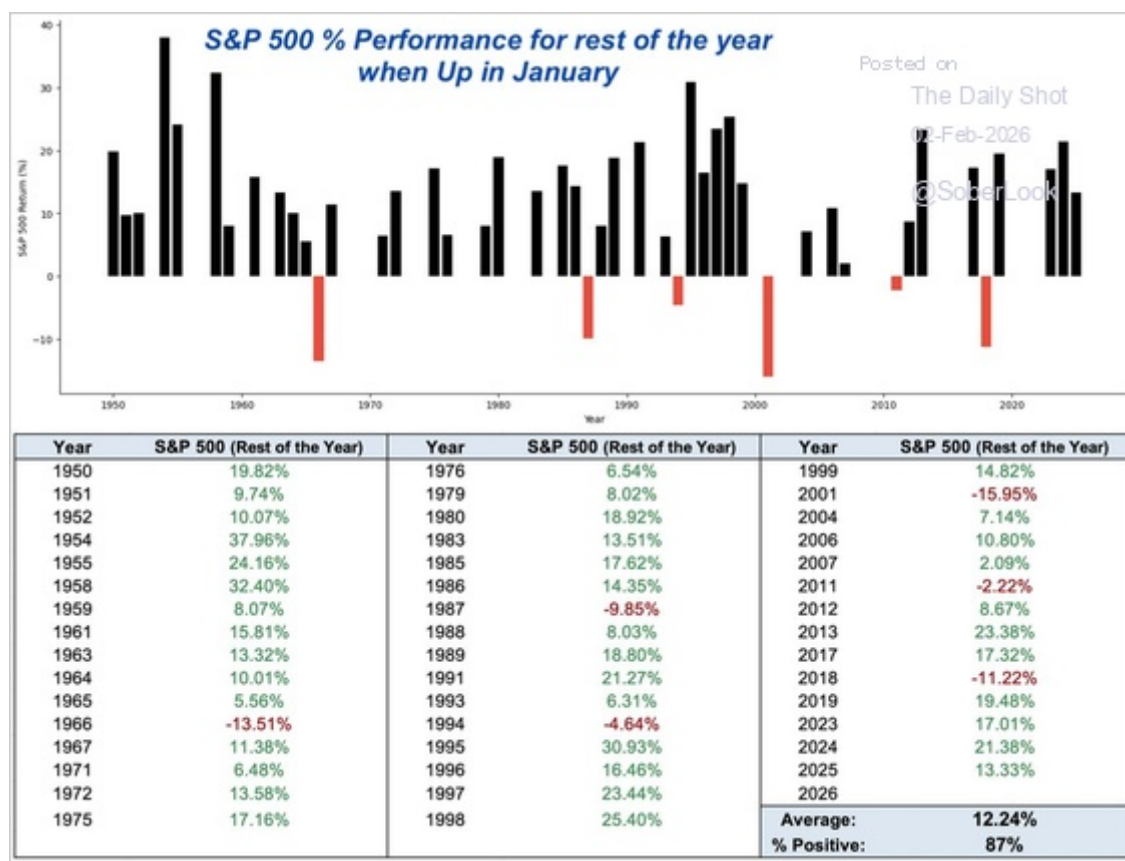 S&P 500 % Performance for rest of the year
when Up in January
Posted on
The Daily Shot
02-Feb-2026
@SoberLook
S&P 500 Return (%)
40
30
20
10
0
−10
1950 1960 1970 1980 1990 2000 2010 2020
Year
Year S&P 500 (Rest of the Year) Year S&P 500 (Rest of the Year) Year S&P 500 (Rest of the Year)
1950 19.82% 1976 6.54% 1999 14.82%
1951 9.74% 1979 8.02% 2001 -15.95%
1952 10.07% 1980 18.92% 2004 7.14%
1954 37.96% 1983 13.51% 2006 10.80%
1955 24.16% 1985 17.62% 2007 2.09%
1958 32.40% 1986 14.35% 2011 -2.22%
1959 8.07% 1987 -9.85% 2012 8.67%
1961 15.81% 1988 8.03% 2013 23.38%
1963 13.32% 1989 18.80% 2017 17.32%
1964 10.01% 1991 21.27% 2018 -11.22%
1965 5.56% 1993 6.31% 2019 19.48%
1966 -13.51% 1994 -4.64% 2023 17.01%
1967 11.38% 1995 30.93% 2024 21.38%
1971 6.48% 1996 16.46% 2025 13.33%
1972 13.58% 1997 23.44% 2026
1975 17.16% 1998 25.40% Average: 12.24%
% Positive: 87%